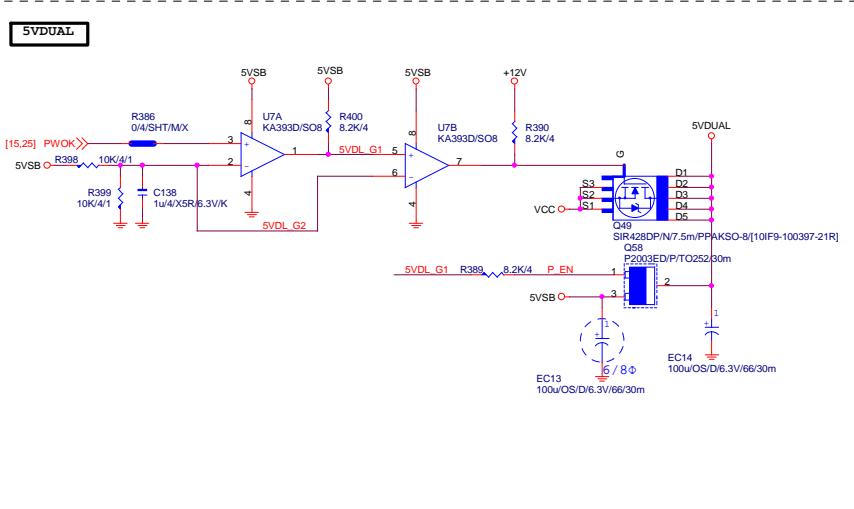 5VDUAL
5VSB
5VSB
5VSB
+12V
R386
0/4/SHT/M/X
U7A
KA393D/SO8
R400
8.2K/4
U7B
KA393D/SO8
R390
8.2K/4
5VDUAL
[15,25] PWOK
8
3
+
2
−
1
4
5VDL_G1
8
5
+
6
−
7
4
G
5VSB
R398
10K/4/1
R399
10K/4/1
C138
1u/4/X5R/6.3V/K
5VDL_G2
S3
S2
S1
D1
D2
D3
D4
D5
VCC
Q49
SIR428DP/N/7.5m/PPAKSO-8/[10IF9-100397-21R]
Q58
P2003ED/P/TO252/30m
5VDL_G1
R389
8.2K/4
P_EN
1
2
3
5VSB
1
+
6/8Φ
EC13
100u/OS/D/6.3V/66/30m
1
+
EC14
100u/OS/D/6.3V/66/30m